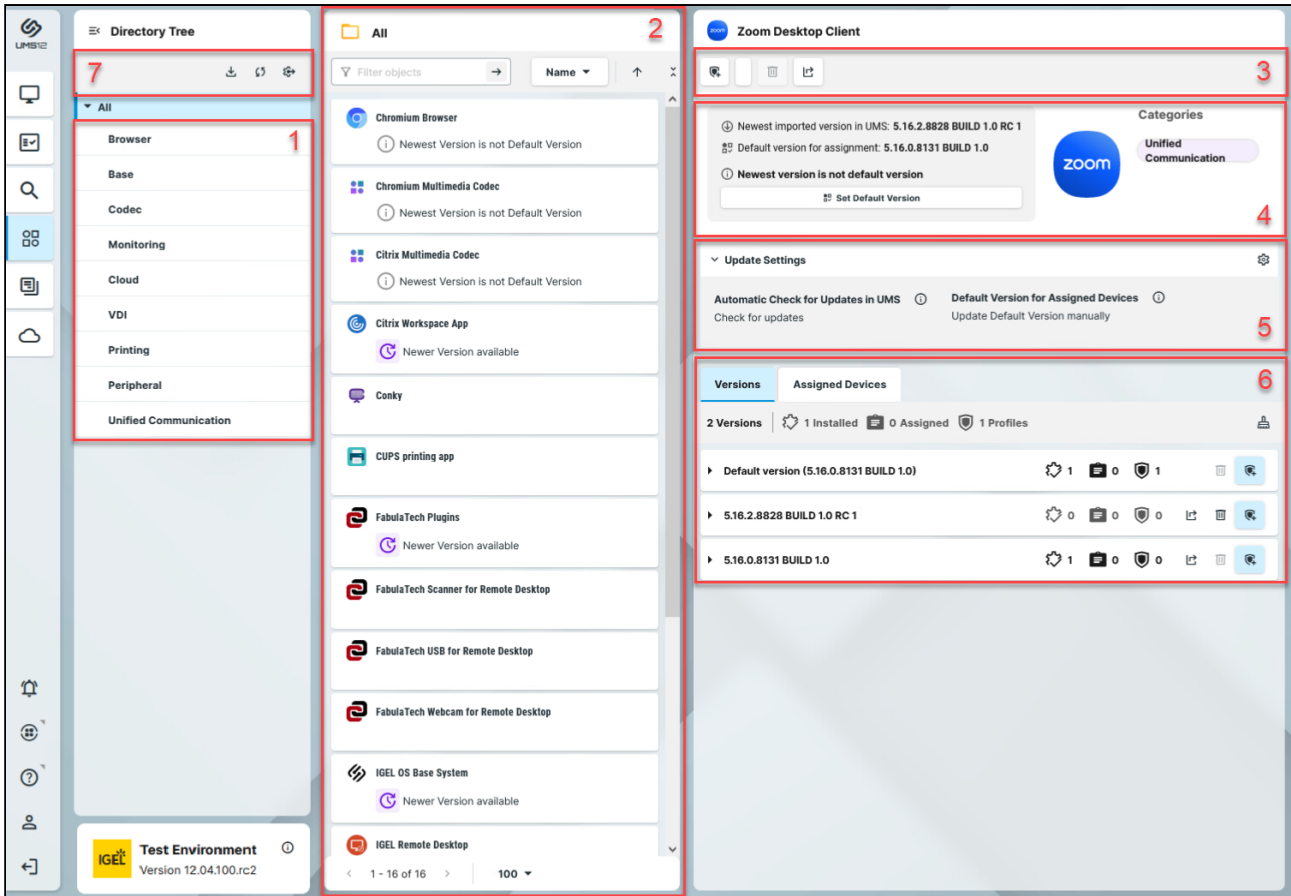 UMS12
Directory Tree
7
All
Browser
1
Base
Codec
Monitoring
Cloud
VDI
Printing
Peripheral
Unified Communication
IGEL
Test Environment
Version 12.04.100.rc2
All
2
Filter objects
Name
Chromium Browser
Newest Version is not Default Version
Chromium Multimedia Codec
Newest Version is not Default Version
Citrix Multimedia Codec
Newest Version is not Default Version
Citrix Workspace App
Newer Version available
Conky
CUPS printing app
FabulaTech Plugins
Newer Version available
FabulaTech Scanner for Remote Desktop
FabulaTech USB for Remote Desktop
FabulaTech Webcam for Remote Desktop
IGEL OS Base System
Newer Version available
IGEL Remote Desktop
1 - 16 of 16 100
zoom Zoom Desktop Client
3
Newest imported version in UMS: 5.16.2.8828 BUILD 1.0 RC 1
Default version for assignment: 5.16.0.8131 BUILD 1.0
Newest version is not default version
Set Default Version
zoom
Categories
Unified
Communication
4
Update Settings
Automatic Check for Updates in UMS
Check for updates
Default Version for Assigned Devices
Update Default Version manually
5
Versions Assigned Devices
6
2 Versions 1 Installed 0 Assigned 1 Profiles
Default version (5.16.0.8131 BUILD 1.0) 1 0 1
5.16.2.8828 BUILD 1.0 RC 1 0 0 0
5.16.0.8131 BUILD 1.0 1 0 0